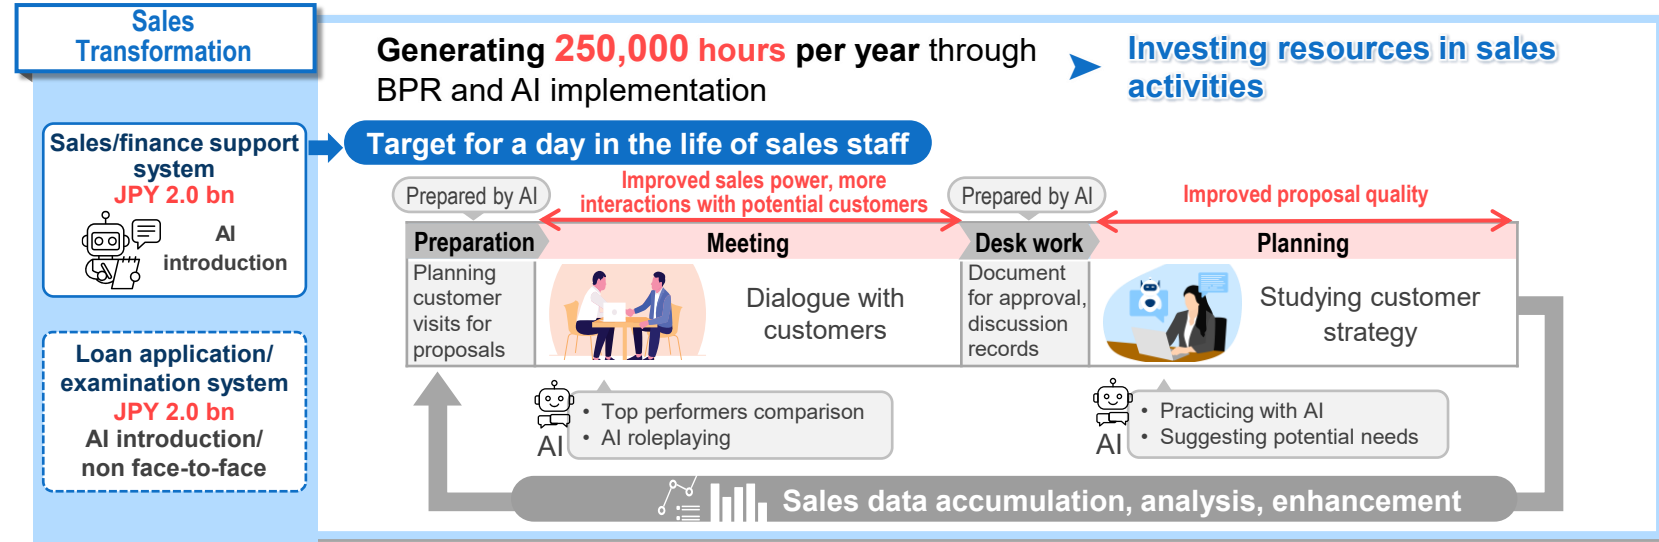 Sales
Transformation
Generating 250,000 hours per year through
BPR and AI implementation
Investing resources in sales
activities
Sales/finance support
system
JPY 2.0 bn
AI
introduction
Loan application/
examination system
JPY 2.0 bn
AI introduction/
non face-to-face
Target for a day in the life of sales staff
Prepared by AI
Improved sales power, more
interactions with potential customers
Prepared by AI
Improved proposal quality
Preparation
Meeting
Desk work
Planning
Planning
customer
visits for
proposals
Dialogue with
customers
Document
for approval,
discussion
records
Studying customer
strategy
AI
• Top performers comparison
• AI roleplaying
AI
• Practicing with AI
• Suggesting potential needs
Sales data accumulation, analysis, enhancement